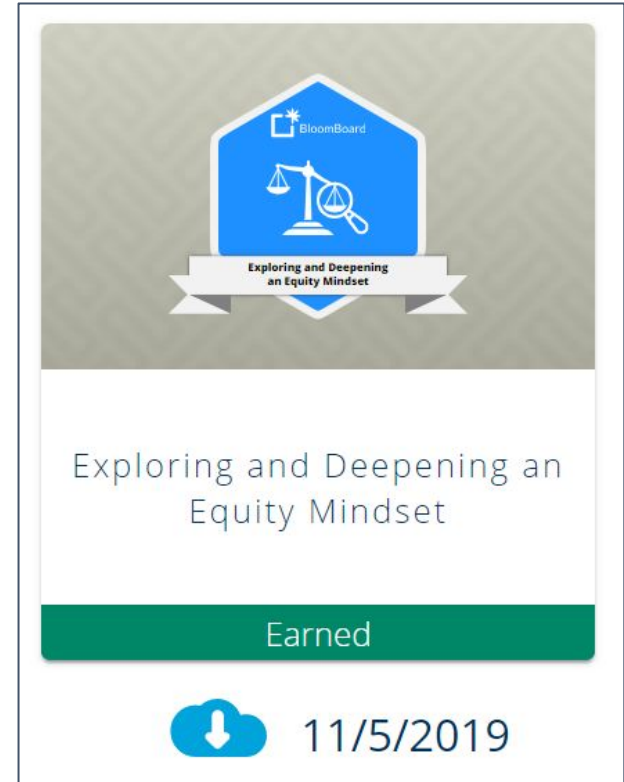 BloomBoard
Exploring and Deepening
an Equity Mindset
Exploring and Deepening an
Equity Mindset
Earned
11/5/2019